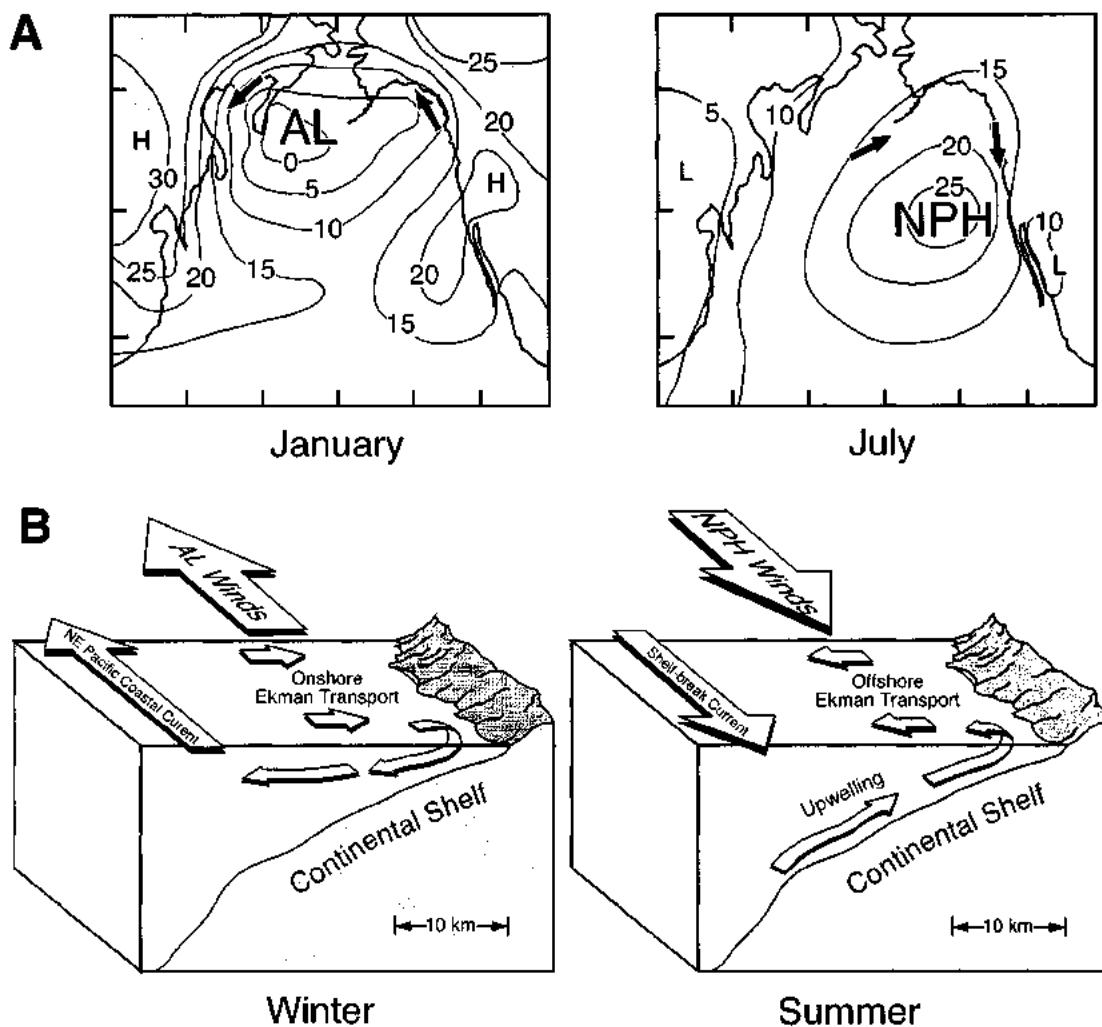 A
25
20
H
AL
0
H
30
5
10
25
20
15
20
15
January
15
5
10
20
L
25
NPH
10
L
July
B
AL Winds
NE Pacific Coastal Current
Onshore
Ekman Transport
Continental Shelf
10 km
Winter
NPH Winds
Shelf-break Current
Offshore
Ekman Transport
Upwelling
Continental Shelf
10 km
Summer